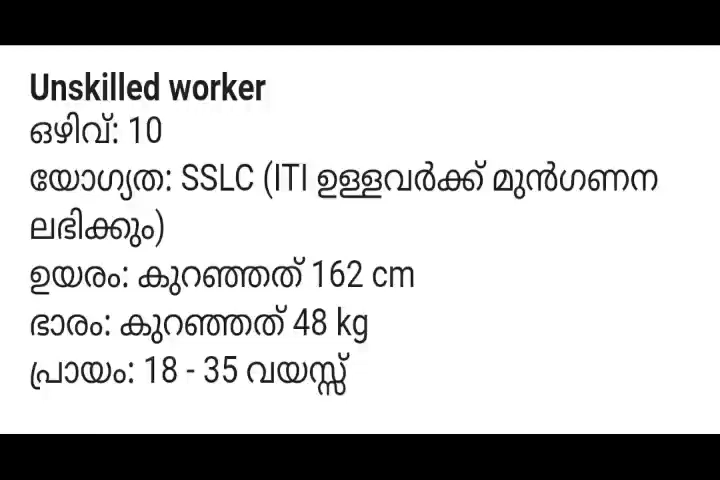 Unskilled worker
ഒഴിവ്: 10
യോഗ്യത: SSLC (ITI ഉള്ളവർക്ക് മുൻഗണന
ലഭിക്കും)
ഉയരം: കുറഞ്ഞത് 162 cm
ഭാരം: കുറഞ്ഞത് 48 kg
പ്രായം: 18 - 35 വയസ്സ്